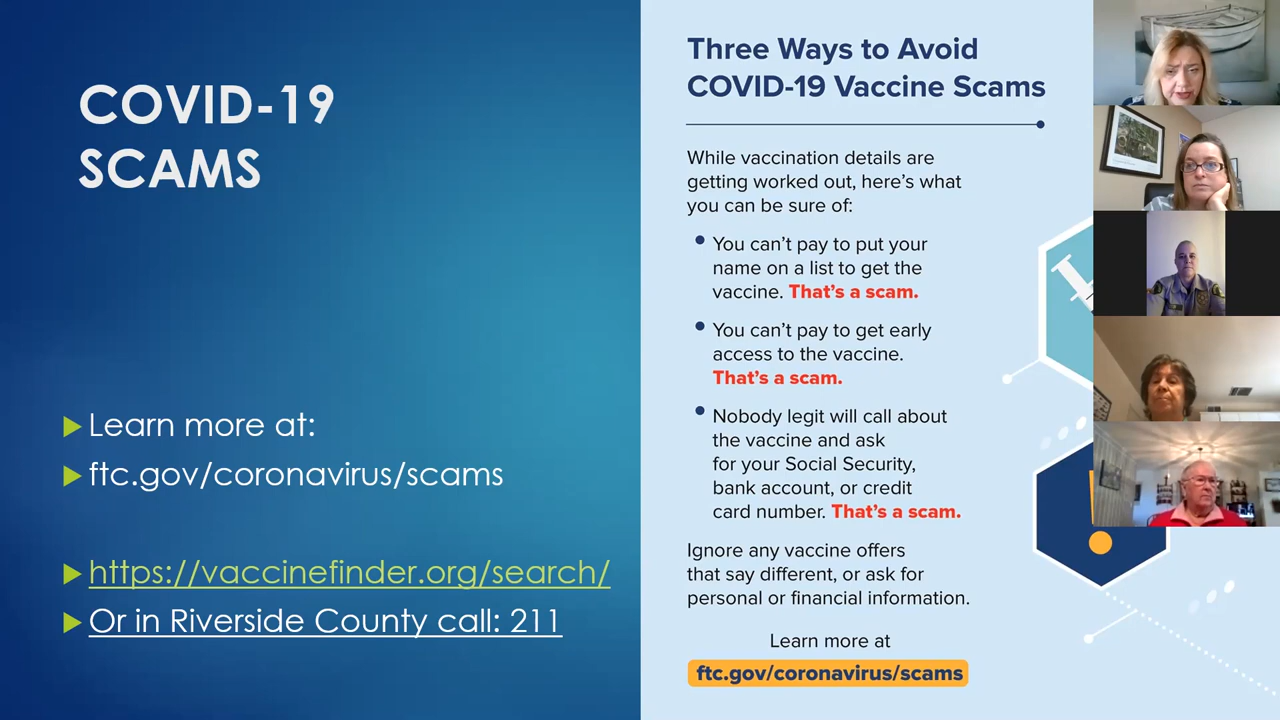 COVID-19
SCAMS
Learn more at:
ftc.gov/coronavirus/scams
https://vaccinefinder.org/search/
Or in Riverside County call: 211
Three Ways to Avoid
COVID-19 Vaccine Scams
While vaccination details are
getting worked out, here's what
you can be sure of:
You can't pay to put your
name on a list to get the
vaccine. That's a scam.
You can't pay to get early
access to the vaccine.
That's a scam.
Nobody legit will call about
the vaccine and ask
for your Social Security,
bank account, or credit
card number. That's a scam.
Ignore any vaccine offers
that say different, or ask for
personal or financial information.
Learn more at
ftc.gov/coronavirus/scams